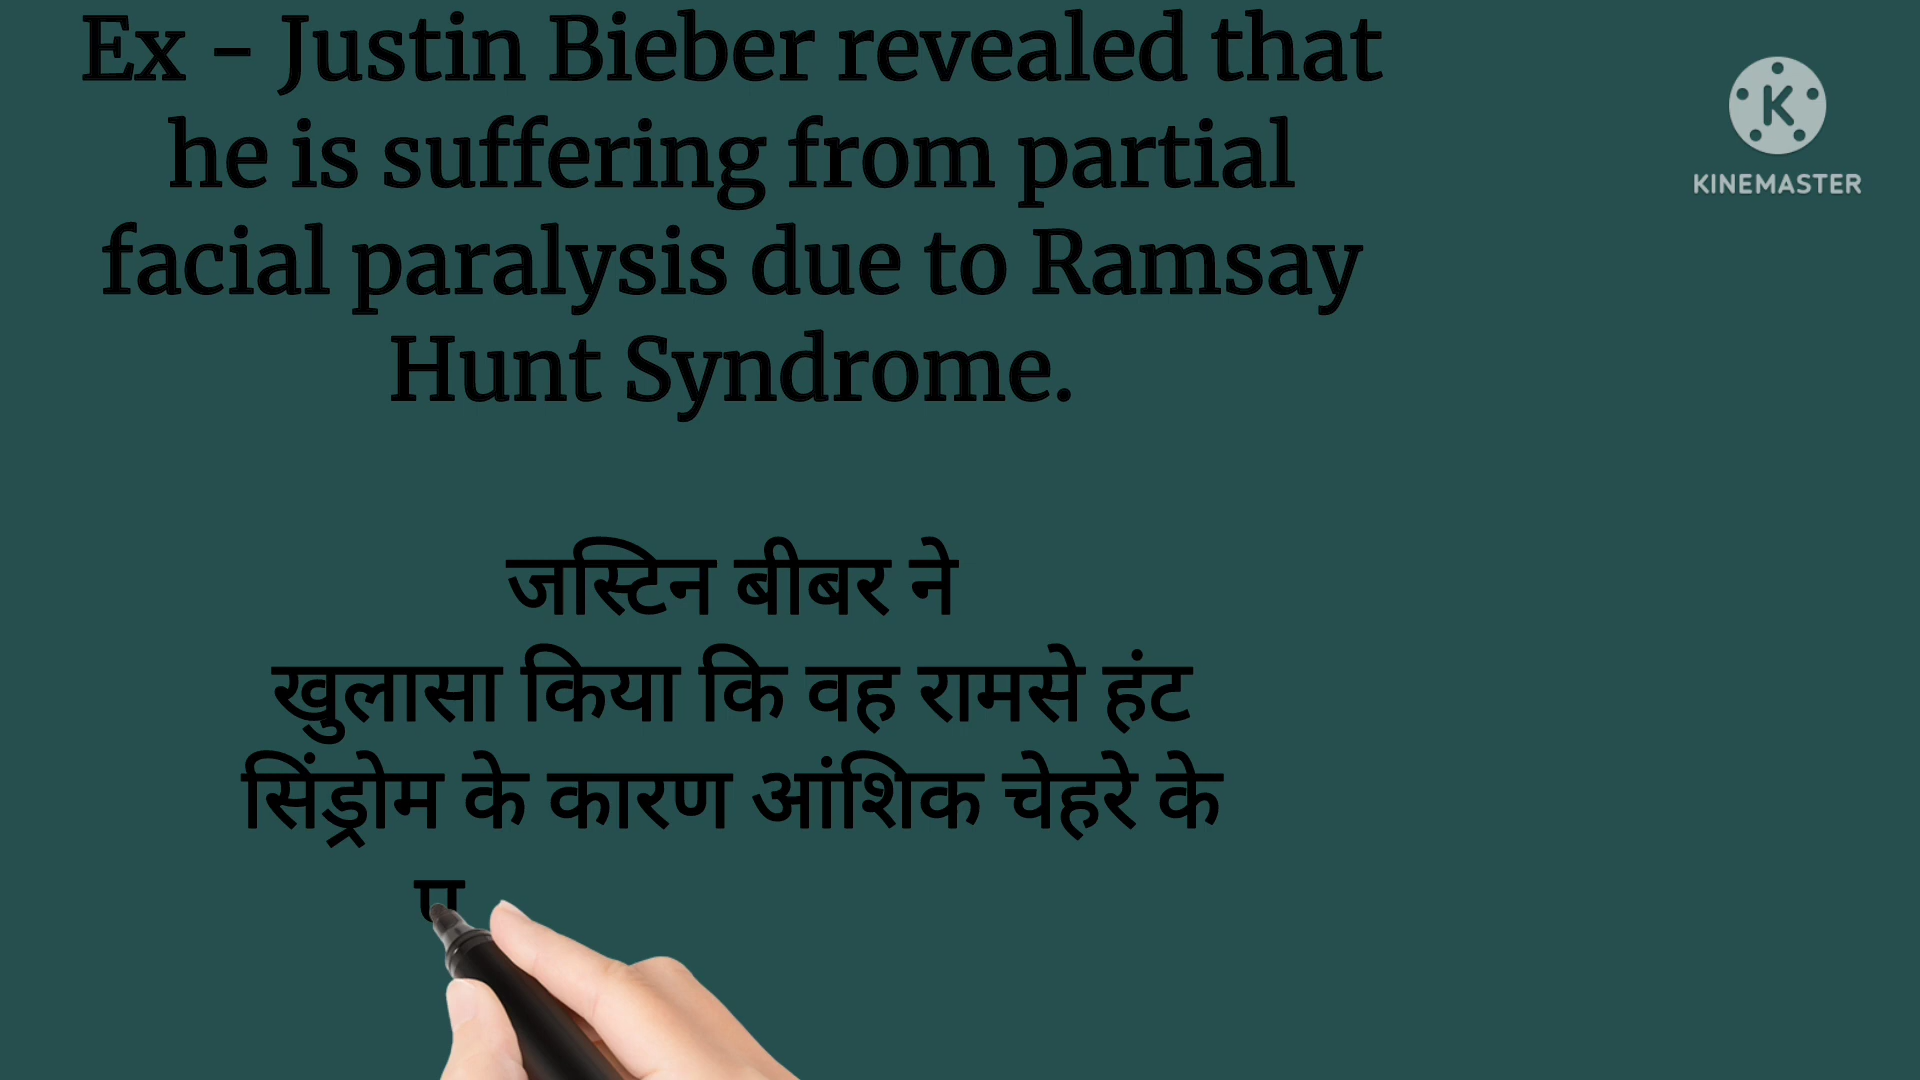 Ex - Justin Bieber revealed that
he is suffering from partial
facial paralysis due to Ramsay
Hunt Syndrome.
जस्टिन बीबर ने
खुलासा किया कि वह रामसे हंट
सिंड्रोम के कारण आंशिक चेहरे के
K
KINEMASTER